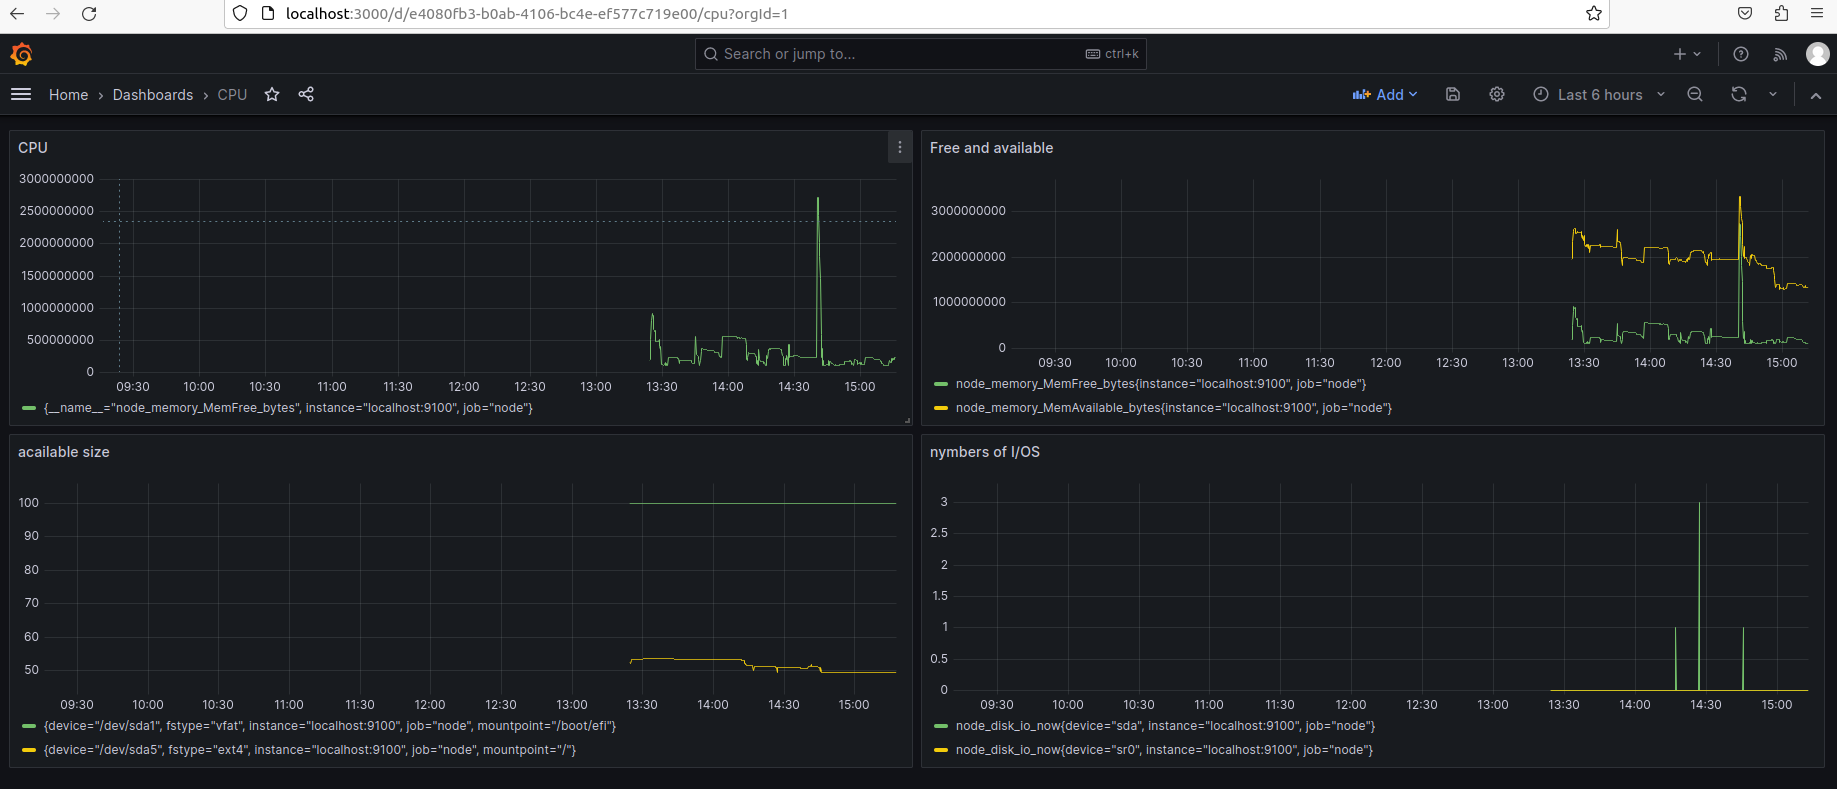 localhost:3000/d/e4080fb3-b0ab-4106-bc4e-ef577c719e00/cpu?orgId=1
Search or jump to... ctrl+k
Home › Dashboards › CPU Add Last 6 hours
CPU
3000000000
2500000000
2000000000
1500000000
1000000000
500000000
0
09:30 10:00 10:30 11:00 11:30 12:00 12:30 13:00 13:30 14:00 14:30 15:00
{__name__="node_memory_MemFree_bytes", instance="localhost:9100", job="node"}
Free and available
3000000000
2000000000
1000000000
0
09:30 10:00 10:30 11:00 11:30 12:00 12:30 13:00 13:30 14:00 14:30 15:00
node_memory_MemFree_bytes{instance="localhost:9100", job="node"}
node_memory_MemAvailable_bytes{instance="localhost:9100", job="node"}
acailable size
100
90
80
70
60
50
09:30 10:00 10:30 11:00 11:30 12:00 12:30 13:00 13:30 14:00 14:30 15:00
{device="/dev/sda1", fstype="vfat", instance="localhost:9100", job="node", mountpoint="/boot/efi"}
{device="/dev/sda5", fstype="ext4", instance="localhost:9100", job="node", mountpoint="/"}
nymbers of I/OS
3
2.5
2
1.5
1
0.5
0
09:30 10:00 10:30 11:00 11:30 12:00 12:30 13:00 13:30 14:00 14:30 15:00
node_disk_io_now{device="sda", instance="localhost:9100", job="node"}
node_disk_io_now{device="sr0", instance="localhost:9100", job="node"}